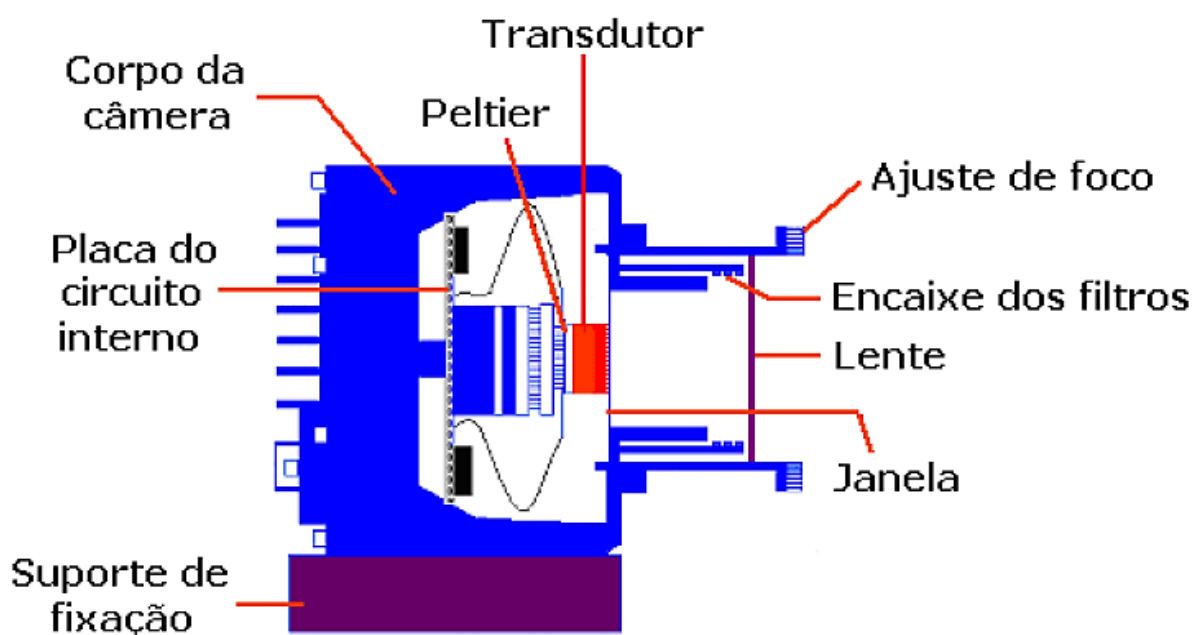 Transdutor
Corpo da
câmera
Peltier
Ajuste de foco
Placa do
circuito
interno
Encaixe dos filtros
Lente
Janela
Suporte de
fixação